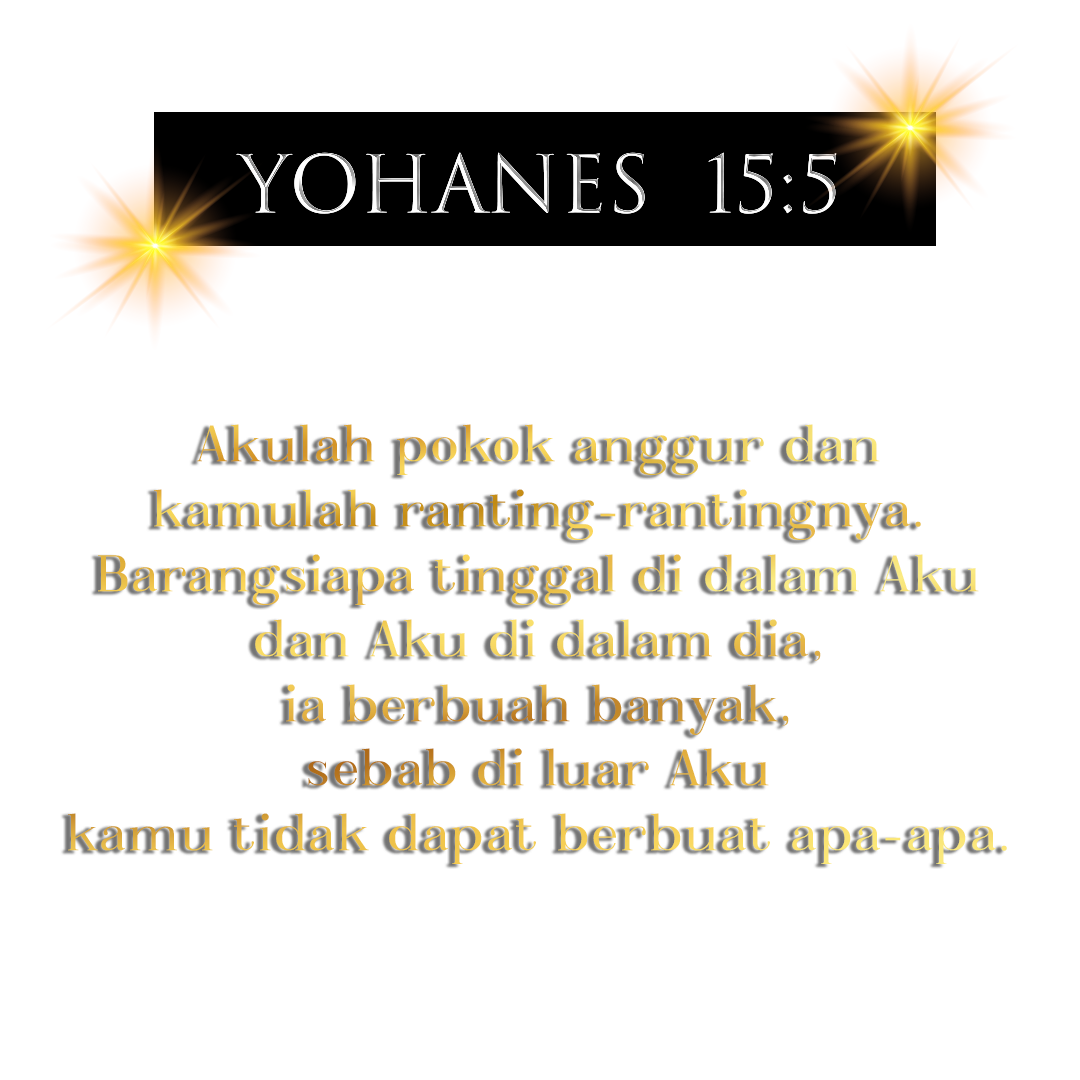 YOHANES 15:5
Akulah pokok anggur dan
kamulah ranting-rantingnya.
Barangsiapa tinggal di dalam Aku
dan Aku di dalam dia,
ia berbuah banyak,
sebab di luar Aku
kamu tidak dapat berbuat apa-apa.